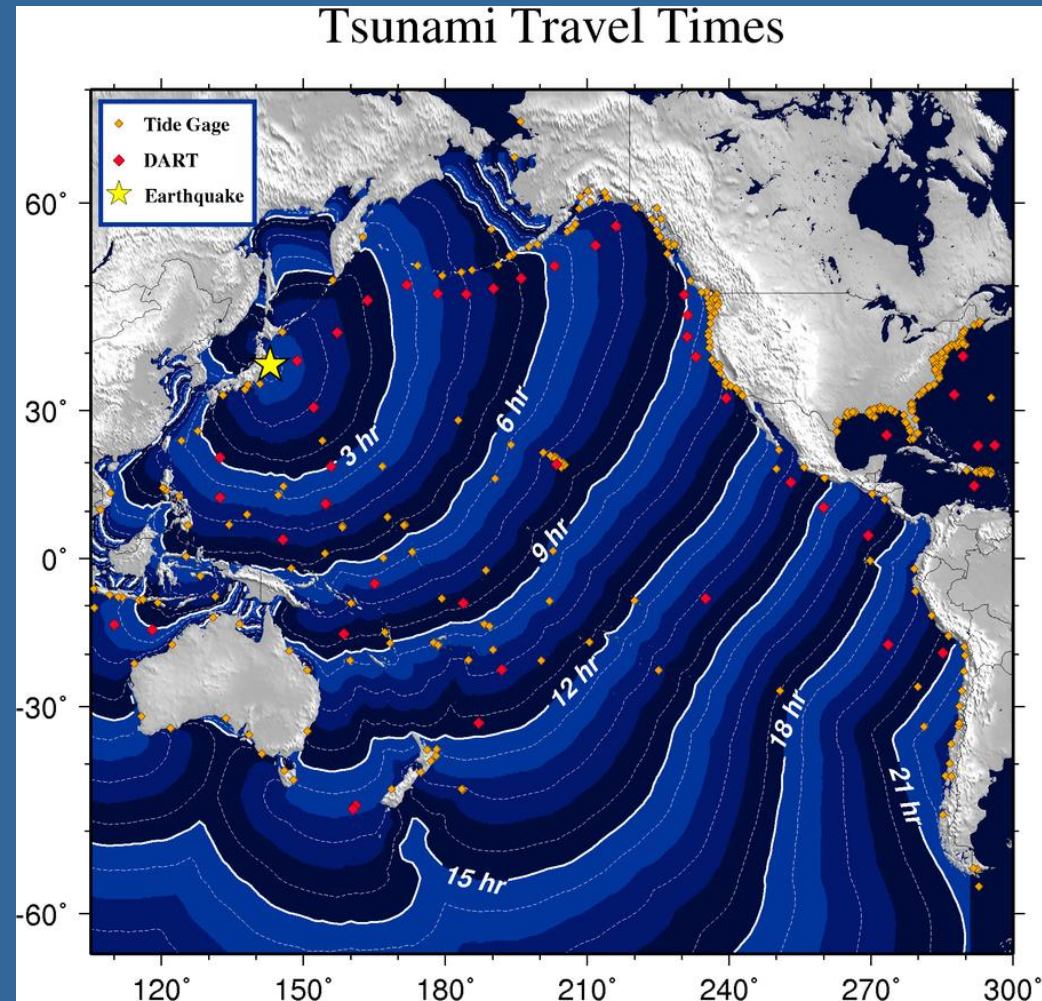 Tsunami Travel Times
Tide Gage
DART
Earthquake
60°
30°
0°
-30°
-60°
3 hr
6 hr
9 hr
12 hr
15 hr
18 hr
21 hr
120° 150° 180° 210° 240° 270° 300°